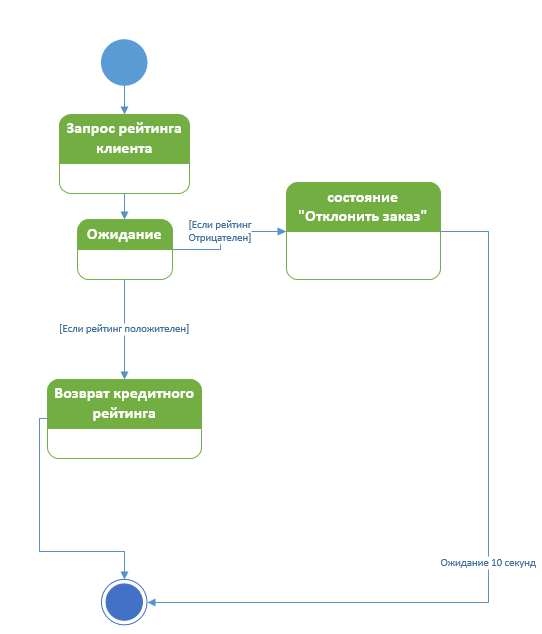 Запрос рейтинга
клиента
Ожидание
[Если рейтинг
Отрицателен]
состояние
"Отклонить заказ"
[Если рейтинг положителен]
Возврат кредитного
рейтинга
Ожидание 10 секунд